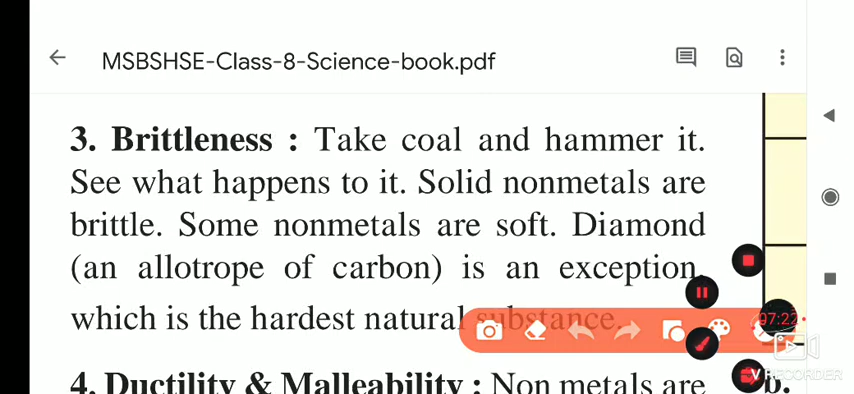 MSBSHSE-Class-8-Science-book.pdf
3. Brittleness : Take coal and hammer it.
See what happens to it. Solid nonmetals are
brittle. Some nonmetals are soft. Diamond
(an allotrope of carbon) is an exception,
which is the hardest natural substance.
07:22
4. Ductility & Malleability : Non metals are
b.
V RECORDER